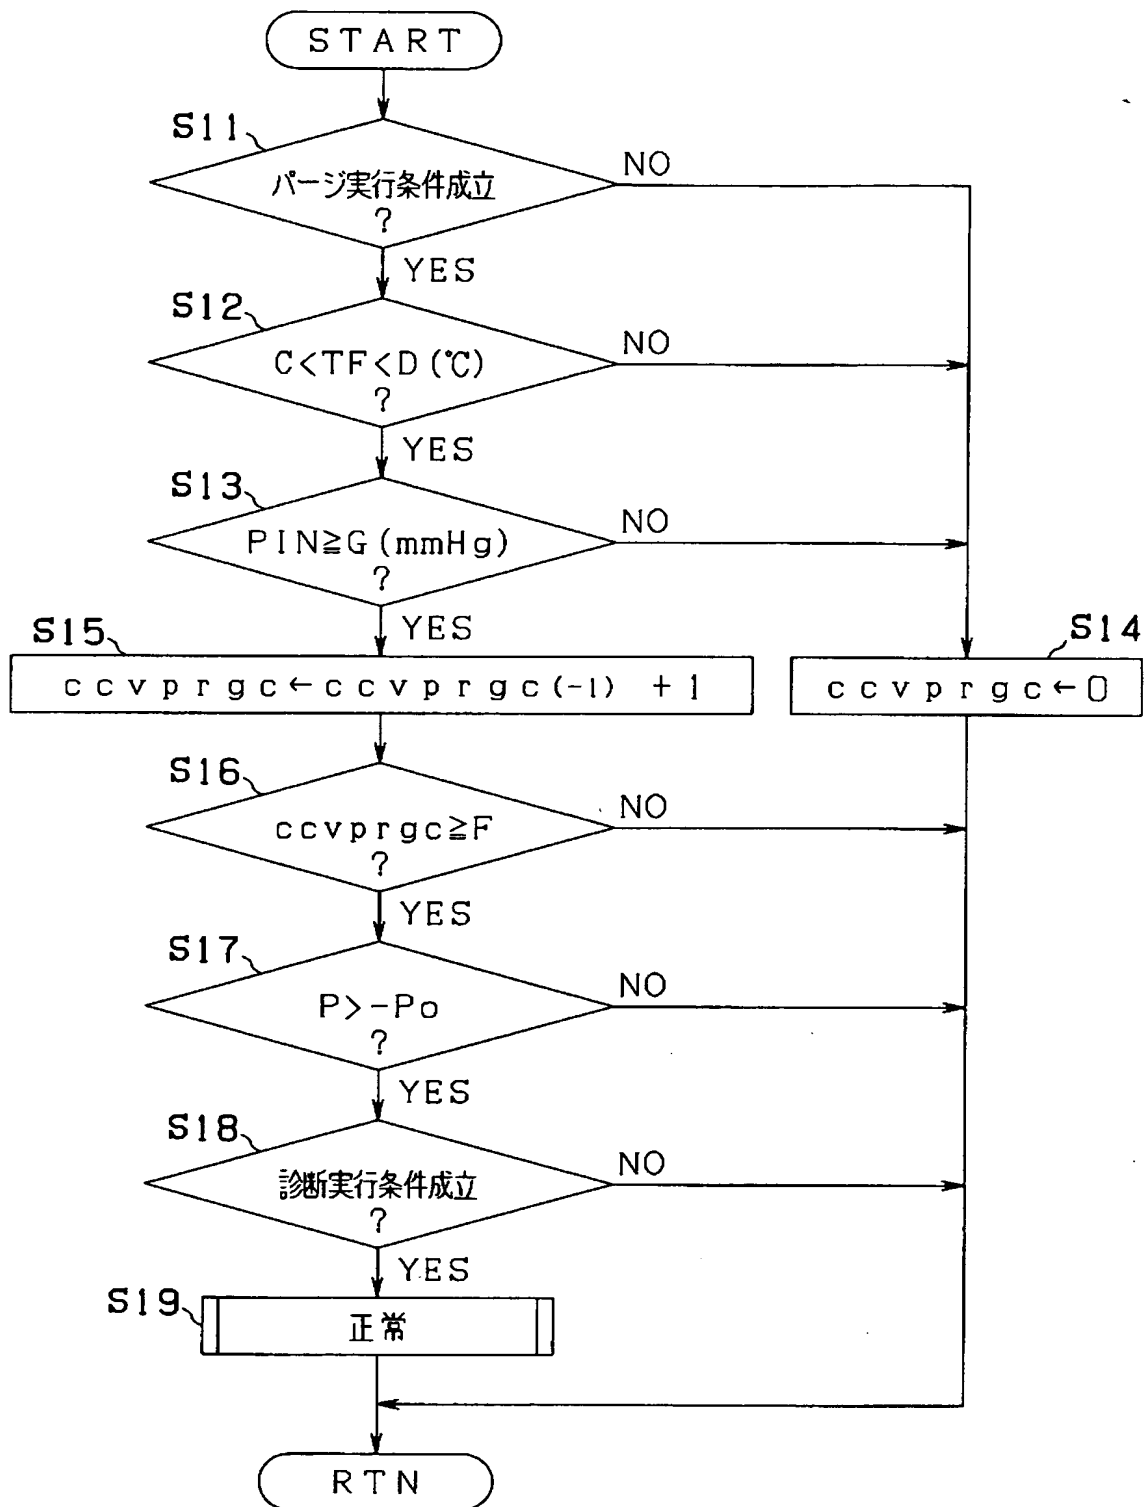 START
S11
パージ実行条件成立
?
NO
YES
S12
C<TF<D(℃)
?
NO
YES
S13
PIN≧G(mmHg)
?
NO
YES
S15
ccvprgc←ccvprgc(-1) +1
S14
ccvprgc←0
S16
ccvprgc≧F
?
NO
YES
S17
P>-Po
?
NO
YES
S18
診断実行条件成立
?
NO
YES
S19
正常
RTN